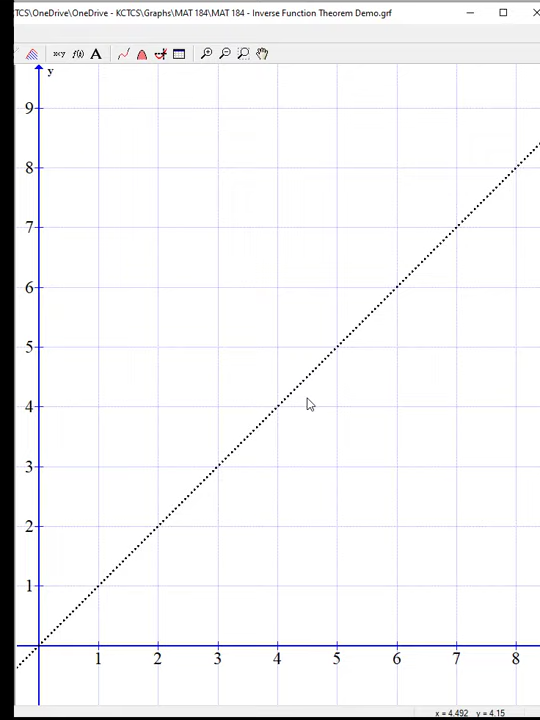 TCS\OneDrive\OneDrive - KCTCS\Graphs\MAT 184\MAT 184 - Inverse Function Theorem Demo.grf
A
y
9
8
7
6
5
4
3
2
1
1 2 3 4 5 6 7 8
x = 4.492 y = 4.15